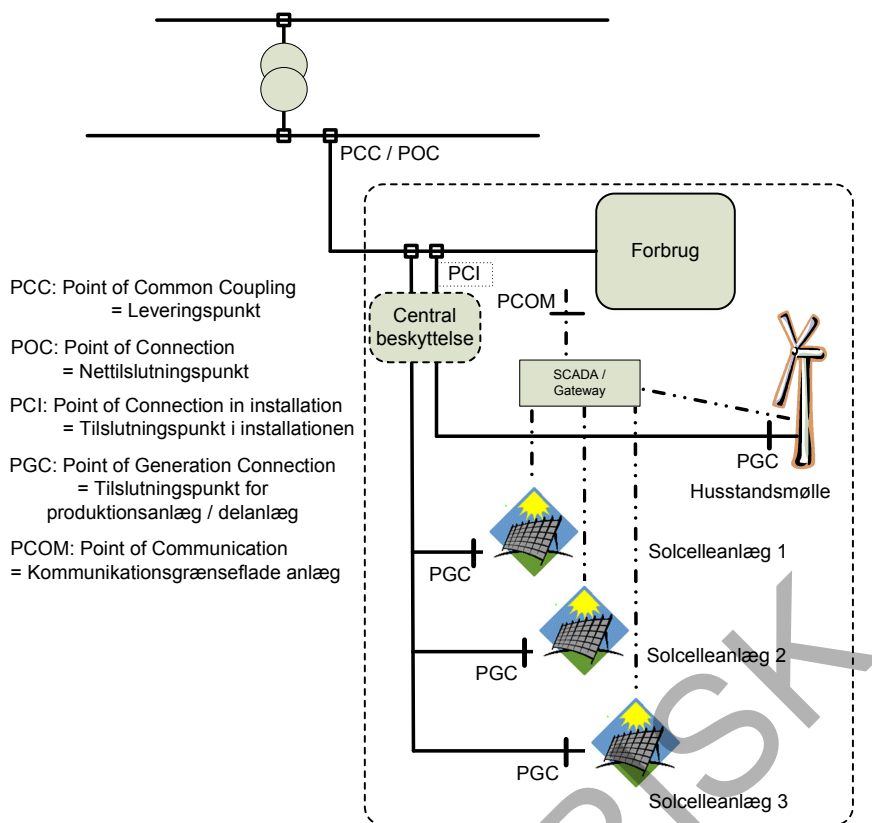 PCC / POC
Forbrug
PCI
PCOM
Central
beskyttelse
SCADA /
Gateway
PGC
Husstandsmølle
PCC: Point of Common Coupling
= Leveringspunkt
POC: Point of Connection
= Nettilslutningspunkt
PCI: Point of Connection in installation
= Tilslutningspunkt i installationen
PGC: Point of Generation Connection
= Tilslutningspunkt for
produktionsanlæg / delanlæg
PCOM: Point of Communication
= Kommunikationsgrænseflade anlæg
PGC
Solcelleanlæg 1
PGC
Solcelleanlæg 2
PGC
Solcelleanlæg 3
RISK